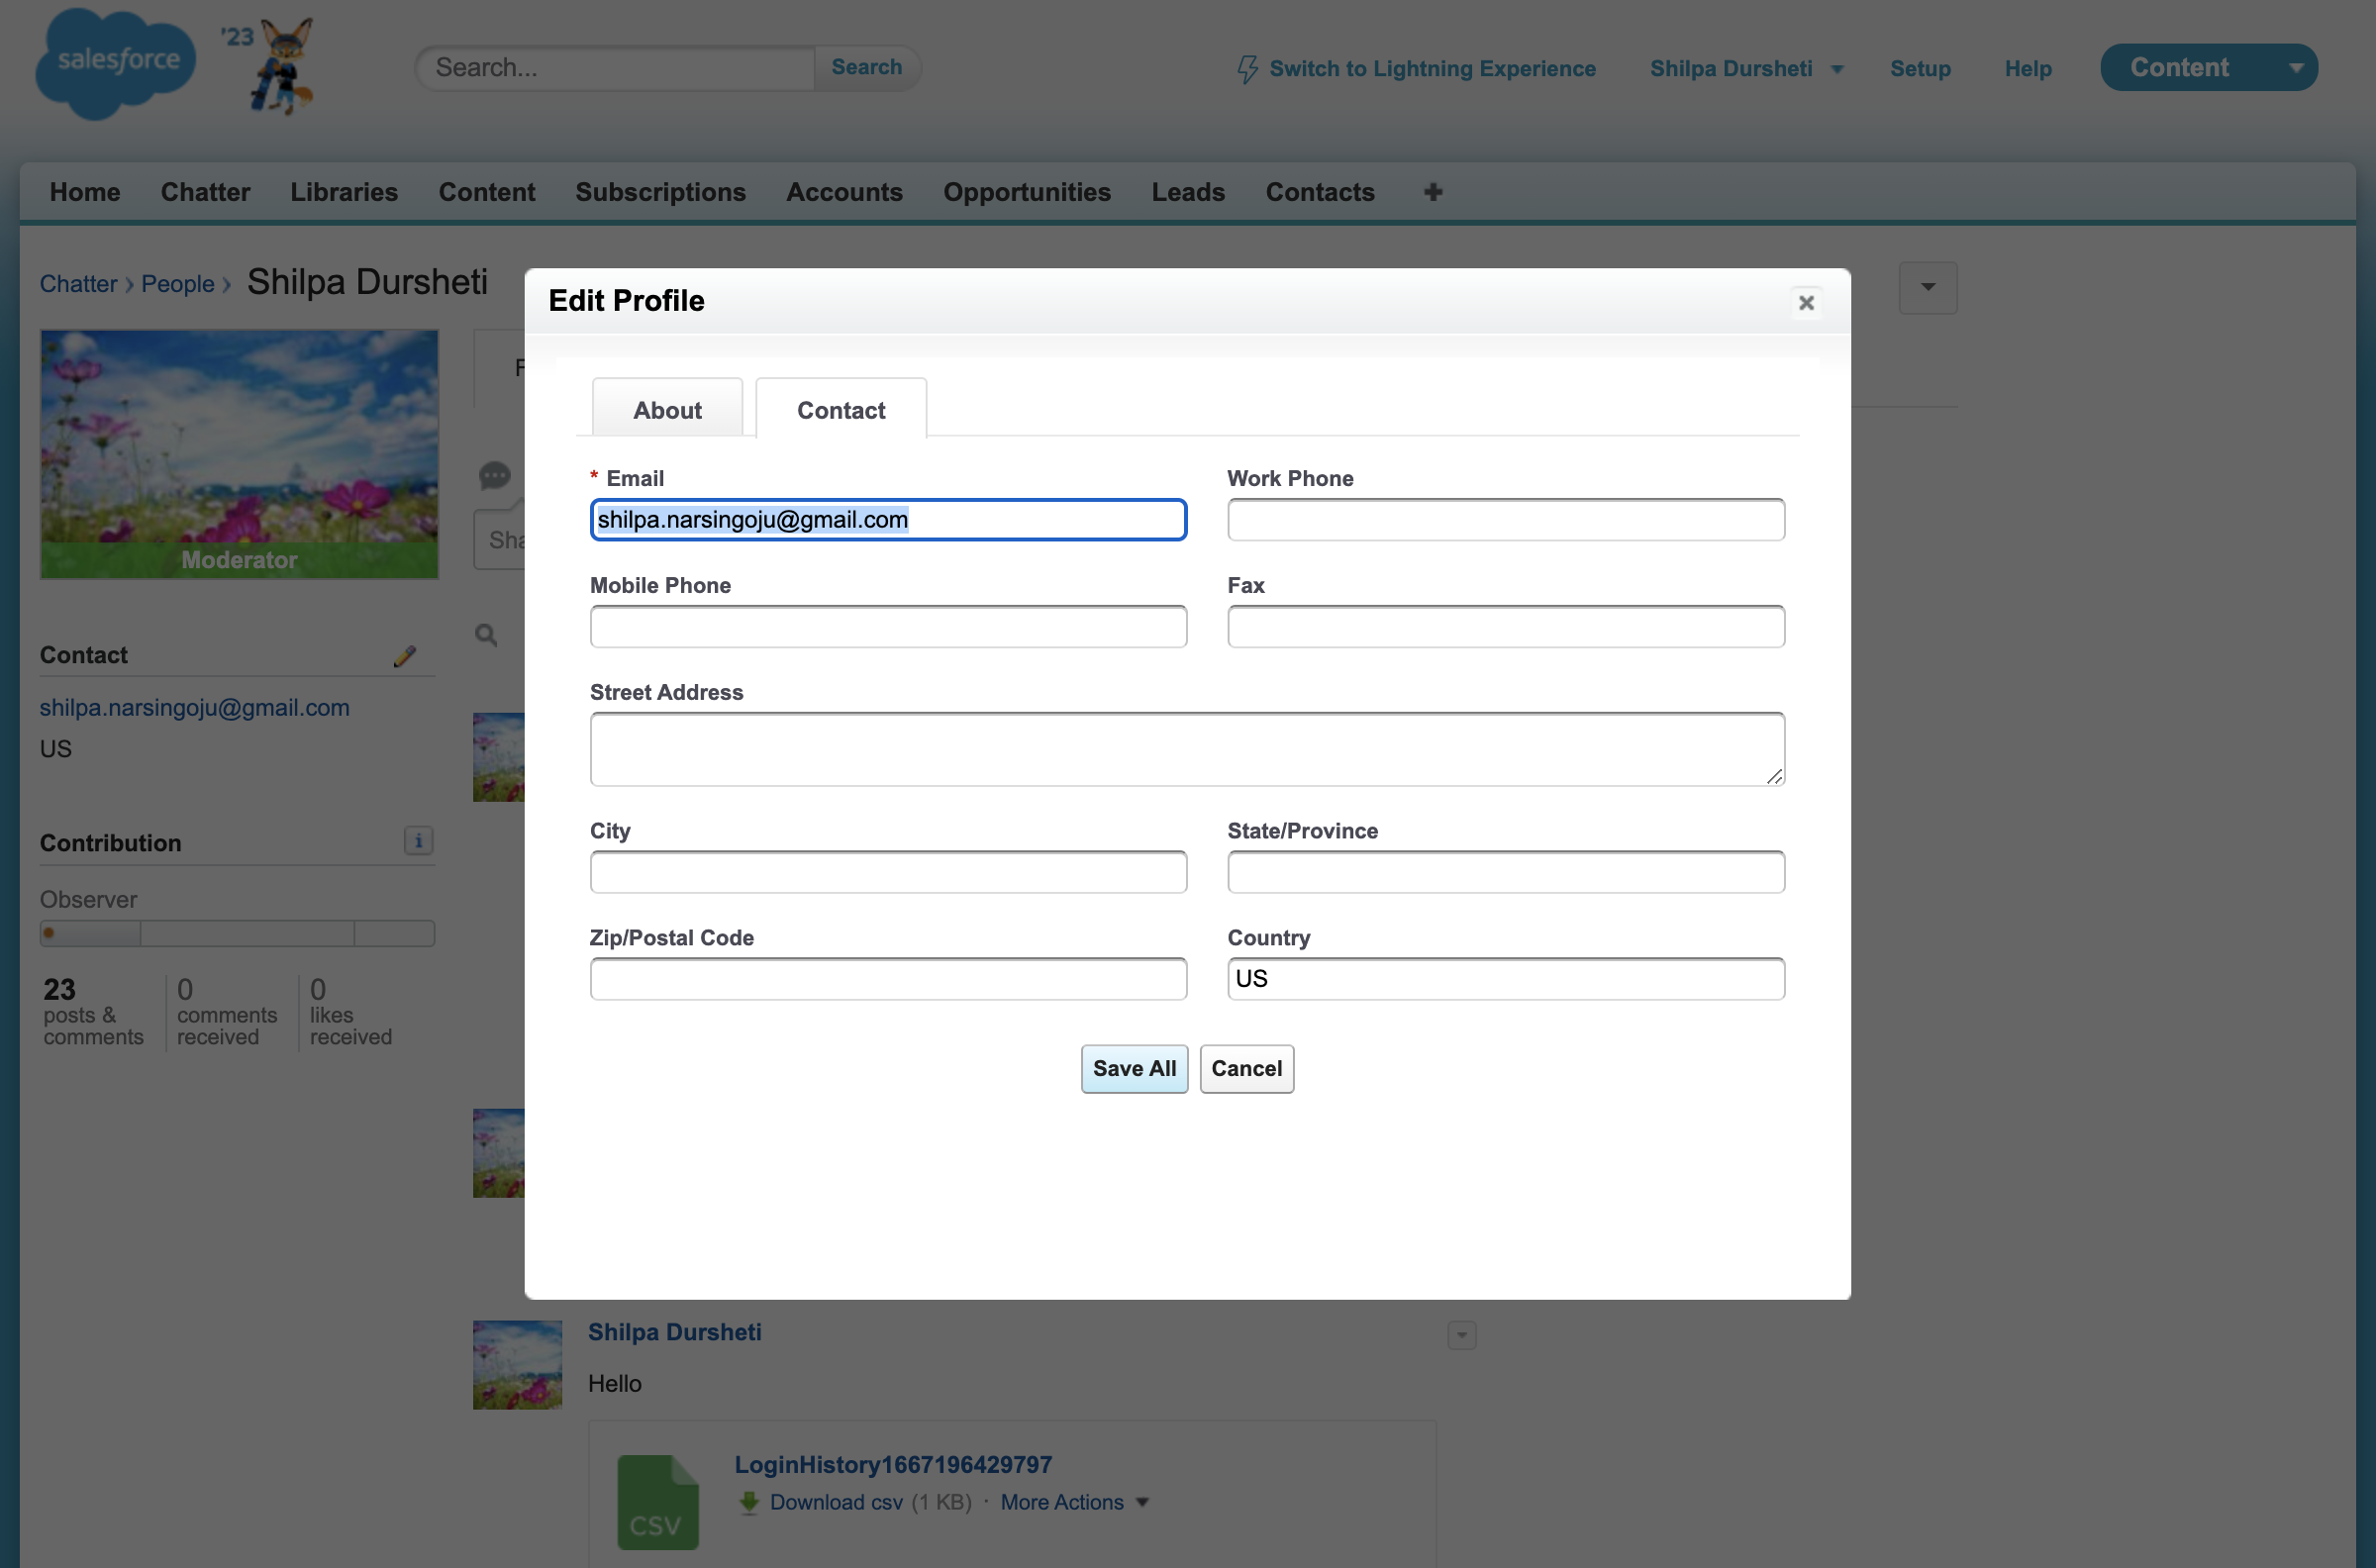 salesforce
'23
Search...
Search
Switch to Lightning Experience
Shilpa Dursheti
Setup
Help
Content
Home
Chatter
Libraries
Content
Subscriptions
Accounts
Opportunities
Leads
Contacts
Chatter › People › Shilpa Dursheti
Moderator
Contact
shilpa.narsingoju@gmail.com
US
Contribution
i
Observer
23
posts &
comments
0
comments
received
0
likes
received
F
Sha
Edit Profile
About
Contact
* Email
shilpa.narsingoju@gmail.com
Work Phone
Mobile Phone
Fax
Street Address
City
State/Province
Zip/Postal Code
Country
US
Save All
Cancel
Shilpa Dursheti
Hello
CSV
LoginHistory1667196429797
Download csv (1 KB) · More Actions